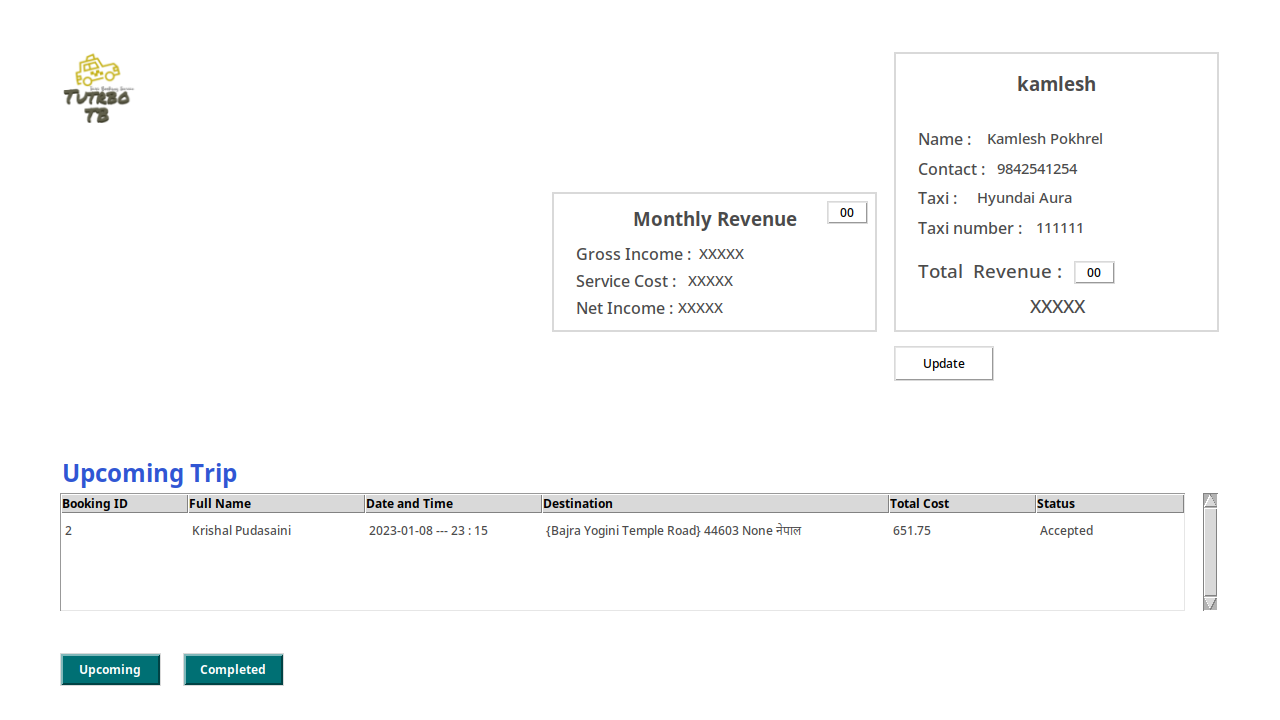 TUTRBO
TB
kamlesh
Name : Kamlesh Pokhrel
Contact : 9842541254
Taxi : Hyundai Aura
Taxi number : 111111
Total Revenue : 00
XXXXX
Monthly Revenue 00
Gross Income : XXXXX
Service Cost : XXXXX
Net Income : XXXXX
Update
Upcoming Trip
Booking ID Full Name Date and Time Destination Total Cost Status
2 Krishal Pudasaini 2023-01-08 --- 23 : 15 {Bajra Yogini Temple Road} 44603 None नेपाल 651.75 Accepted
Upcoming Completed